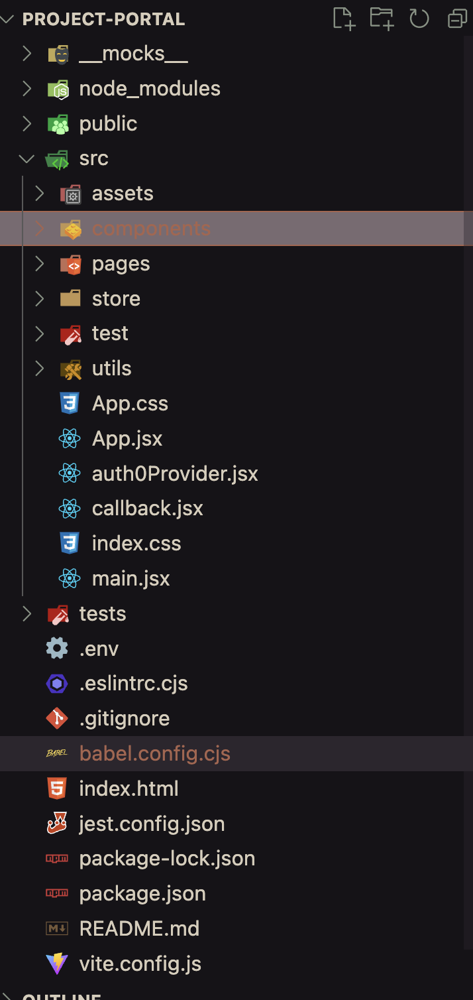 PROJECT-PORTAL
__mocks__
node_modules
public
src
assets
components
pages
store
test
utils
App.css
App.jsx
auth0Provider.jsx
callback.jsx
index.css
main.jsx
tests
.env
.eslintrc.cjs
.gitignore
BABEL babel.config.cjs
index.html
jest.config.json
package-lock.json
package.json
README.md
vite.config.js
OUTLINE